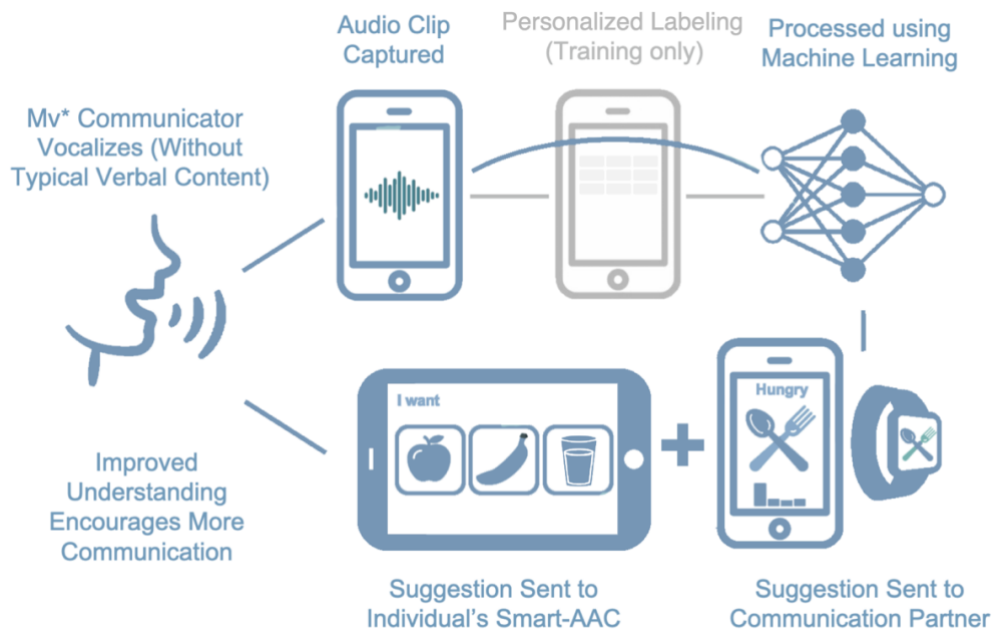 Audio Clip
Captured
Personalized Labeling
(Training only)
Processed using
Machine Learning
Mv* Communicator
Vocalizes (Without
Typical Verbal Content)
I want
Hungry
Improved
Understanding
Encourages More
Communication
Suggestion Sent to
Individual's Smart-AAC
Suggestion Sent to
Communication Partner